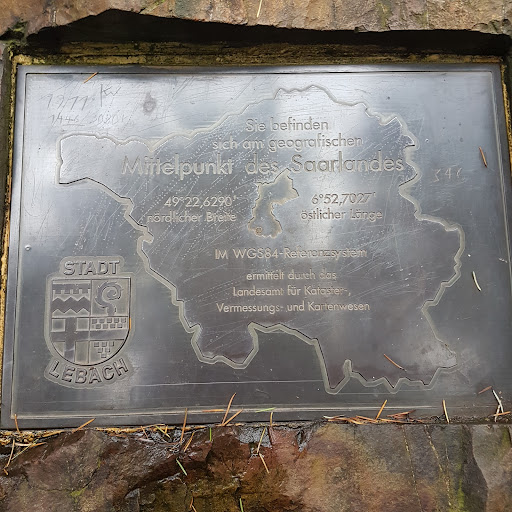 Sie befinden
sich am geografischen
Mittelpunkt des Saarlandes
49°22,6290' 6°52,7027'
nördlicher Breite östlicher Länge
IM WGS84-Referenzsystem
ermittelt durch das
Landesamt für Kataster-,
Vermessungs- und Kartenwesen
STADT
LEBACH